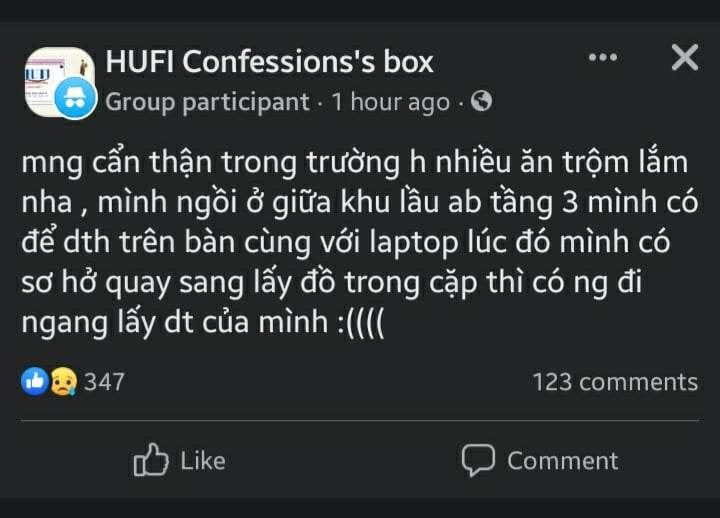 HUFI Confessions's box
Group participant · 1 hour ago ·
mng cẩn thận trong trường h nhiều ăn trộm lắm
nha , mình ngồi ở giữa khu lầu ab tầng 3 mình có
để dth trên bàn cùng với laptop lúc đó mình có
sơ hở quay sang lấy đồ trong cặp thì có ng đi
ngang lấy dt của mình :((((
347
123 comments
Like
Comment